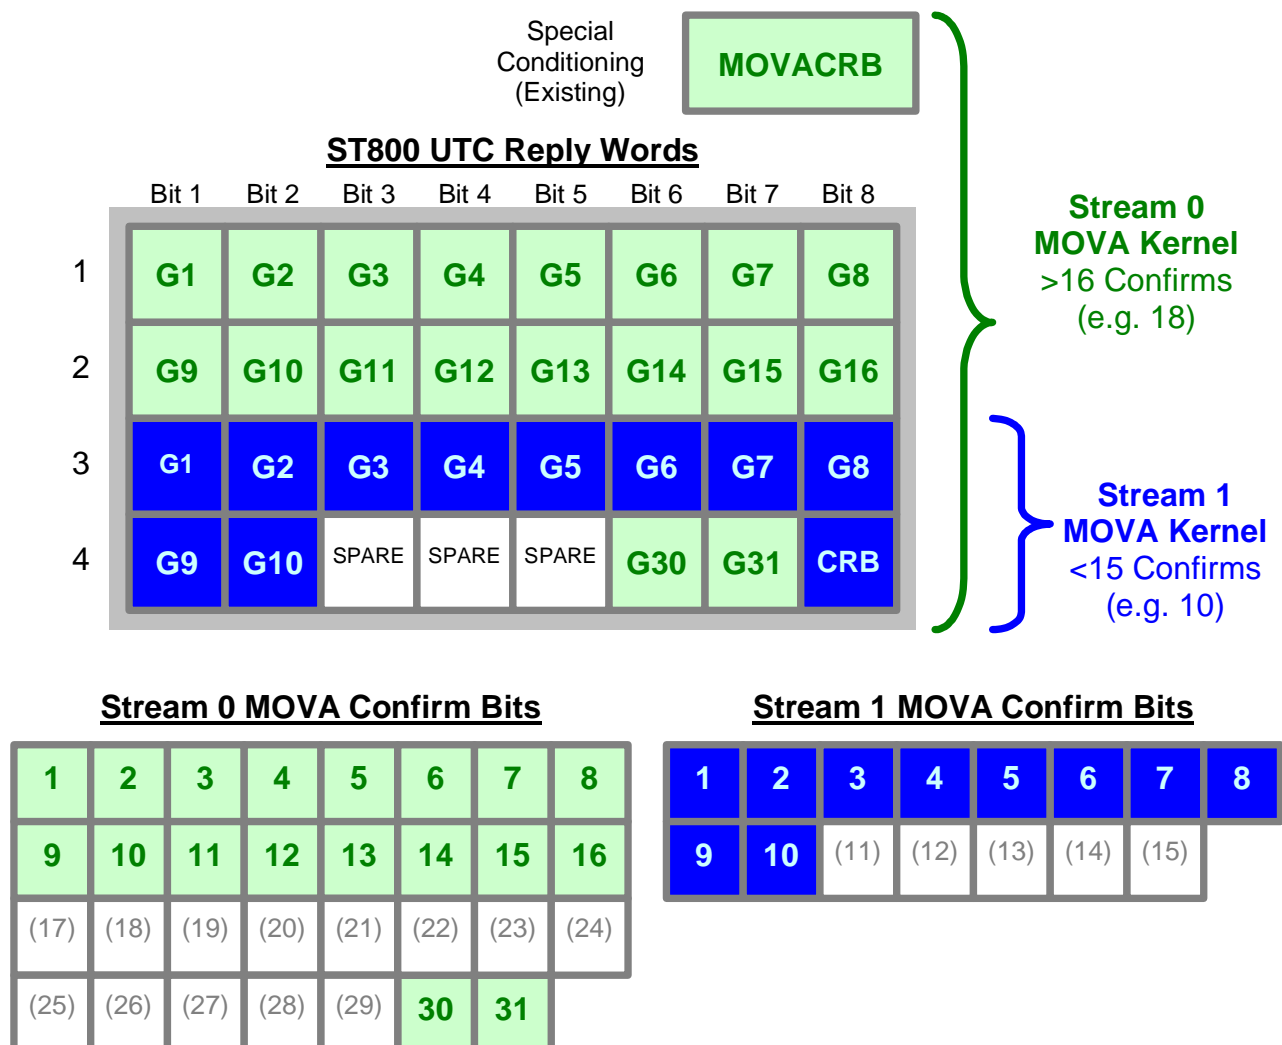 Special
Conditioning
(Existing)
MOVACRB
ST800 UTC Reply Words
Bit 1 Bit 2 Bit 3 Bit 4 Bit 5 Bit 6 Bit 7 Bit 8
1 G1 G2 G3 G4 G5 G6 G7 G8
2 G9 G10 G11 G12 G13 G14 G15 G16
3 G1 G2 G3 G4 G5 G6 G7 G8
4 G9 G10 SPARE SPARE SPARE G30 G31 CRB
Stream 0
MOVA Kernel
>16 Confirms
(e.g. 18)
Stream 1
MOVA Kernel
<15 Confirms
(e.g. 10)
Stream 0 MOVA Confirm Bits
1 2 3 4 5 6 7 8
9 10 11 12 13 14 15 16
(17) (18) (19) (20) (21) (22) (23) (24)
(25) (26) (27) (28) (29) 30 31
Stream 1 MOVA Confirm Bits
1 2 3 4 5 6 7 8
9 10 (11) (12) (13) (14) (15)